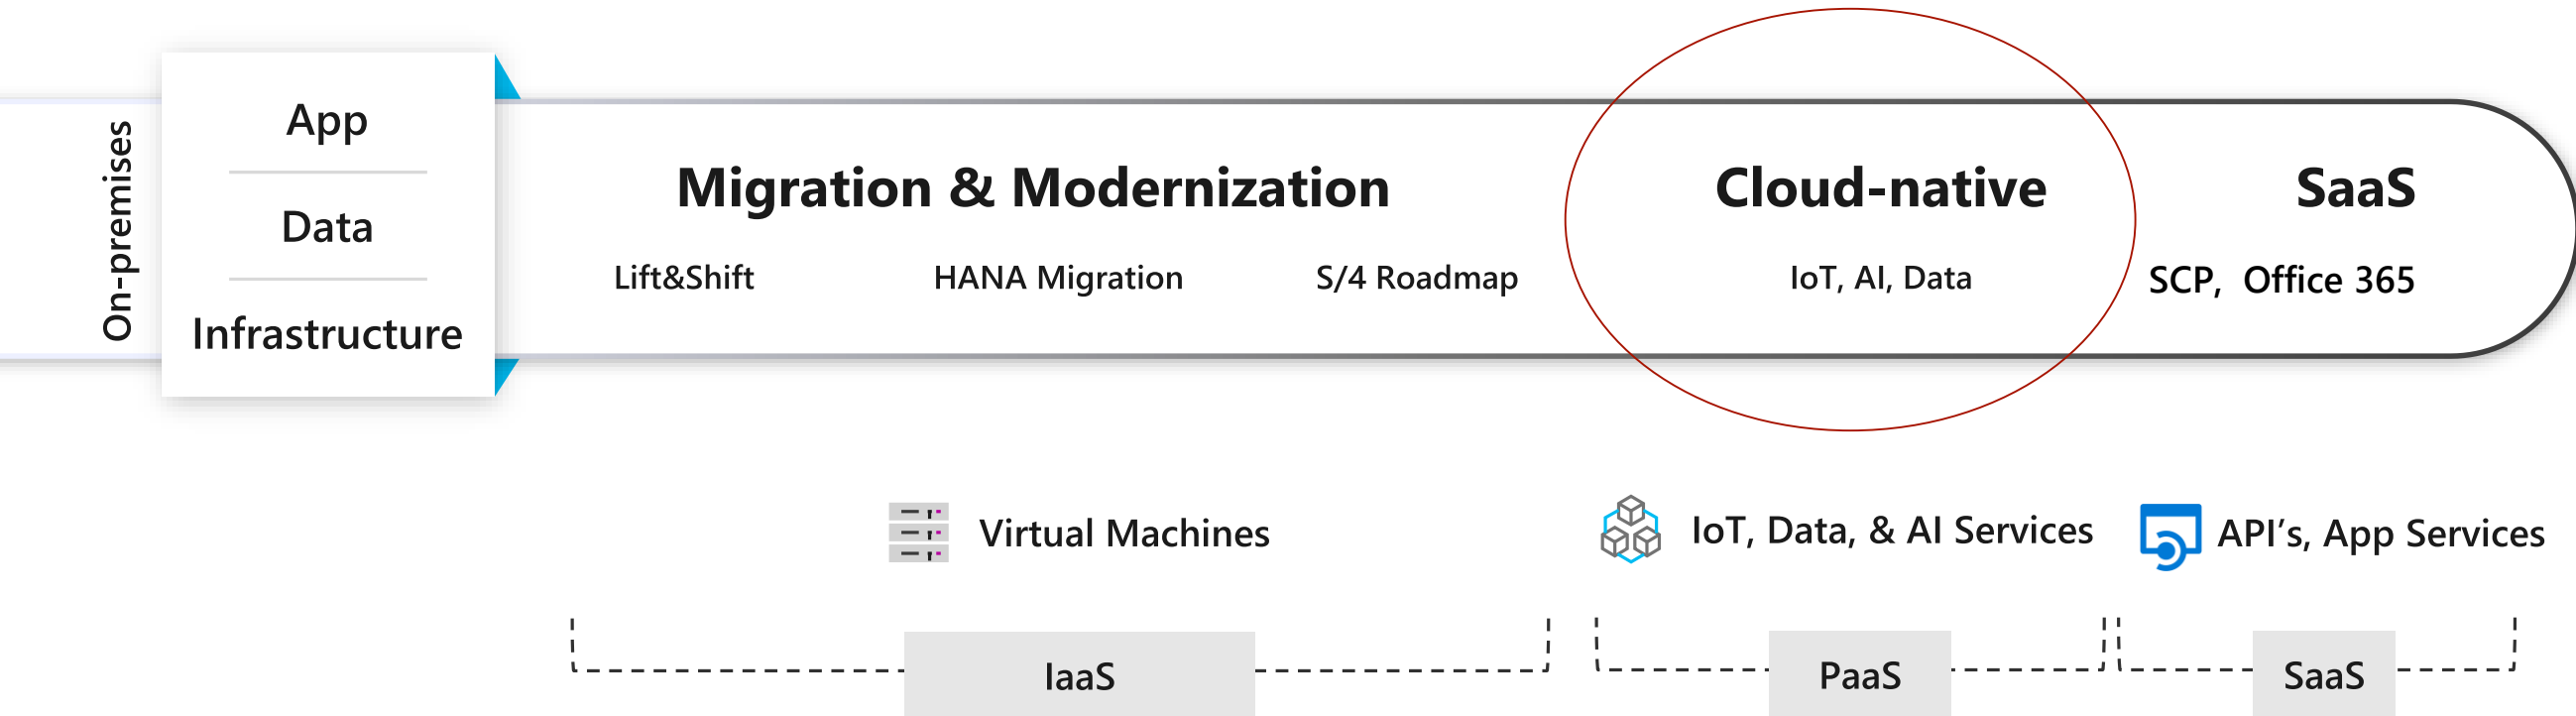 On-premises
App
Data
Infrastructure
Migration & Modernization
Lift&Shift
HANA Migration
S/4 Roadmap
Cloud-native
IoT, AI, Data
SaaS
SCP, Office 365
Virtual Machines
IoT, Data, & AI Services
API's, App Services
IaaS
PaaS
SaaS